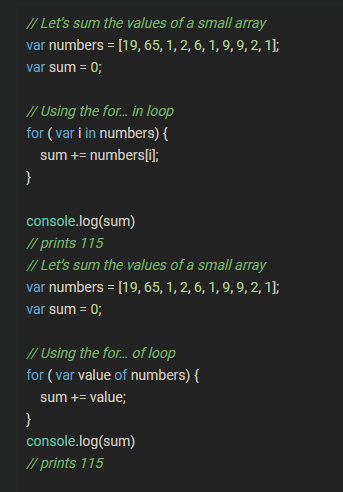 // Let's sum the values of a small array
var numbers = [19, 65, 1, 2, 6, 1, 9, 9, 2, 1];
var sum = 0;
// Using the for… in loop
for ( var i in numbers) {
sum += numbers[i];
}
console.log(sum)
// prints 115
// Let's sum the values of a small array
var numbers = [19, 65, 1, 2, 6, 1, 9, 9, 2, 1];
var sum = 0;
// Using the for… of loop
for ( var value of numbers) {
sum += value;
}
console.log(sum)
// prints 115